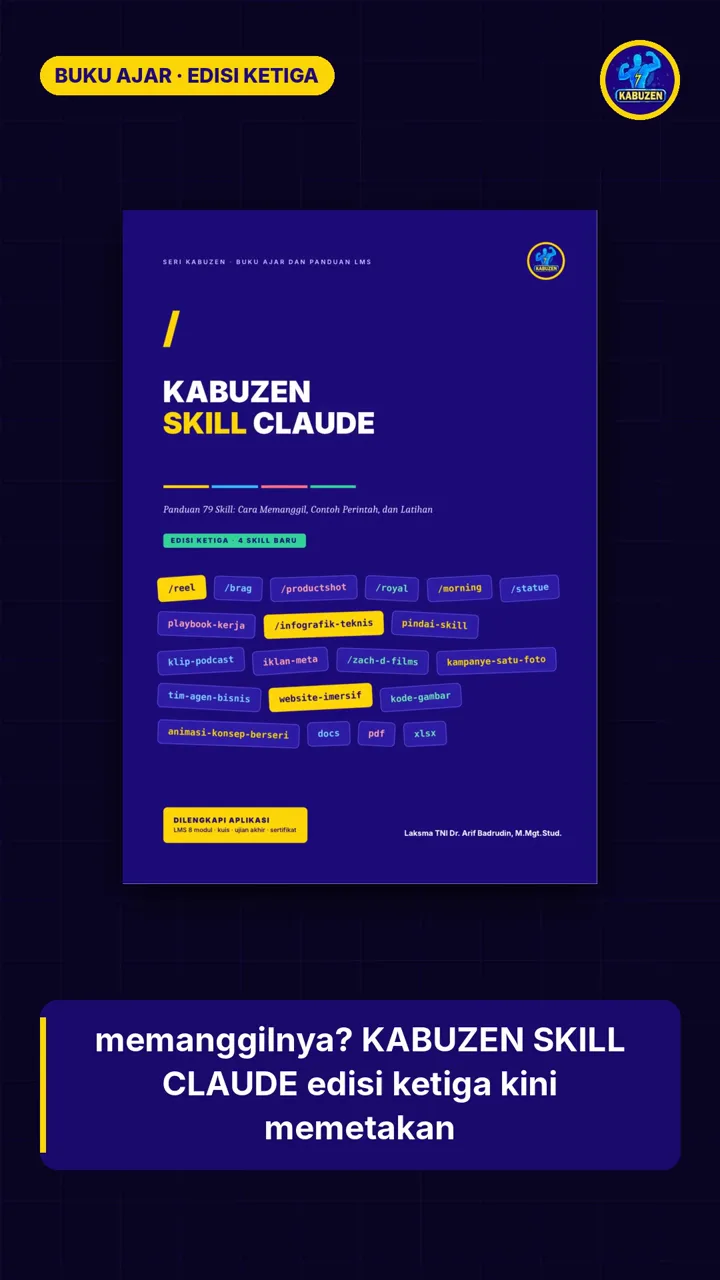 BUKU AJAR · EDISI KETIGA
KABUZEN
SERI KABUZEN · BUKU AJAR DAN PANDUAN LMS
KABUZEN
/
KABUZEN
SKILL CLAUDE
Panduan 79 Skill: Cara Memanggil, Contoh Perintah, dan Latihan
EDISI KETIGA · 4 SKILL BARU
/reel /brag /productshot /royal /morning /statue
playbook-kerja /infografik-teknis pindai-skill
klip-podcast iklan-meta /zach-d-films kampanye-satu-foto
tim-agen-bisnis website-imersif kode-gambar
animasi-konsep-berseri docs pdf xlsx
DILENGKAPI APLIKASI
LMS 8 modul · kuis · ujian akhir · sertifikat
Laksma TNI Dr. Arif Badrudin, M.Mgt.Stud.
memanggilnya? KABUZEN SKILL
CLAUDE edisi ketiga kini
memetakan